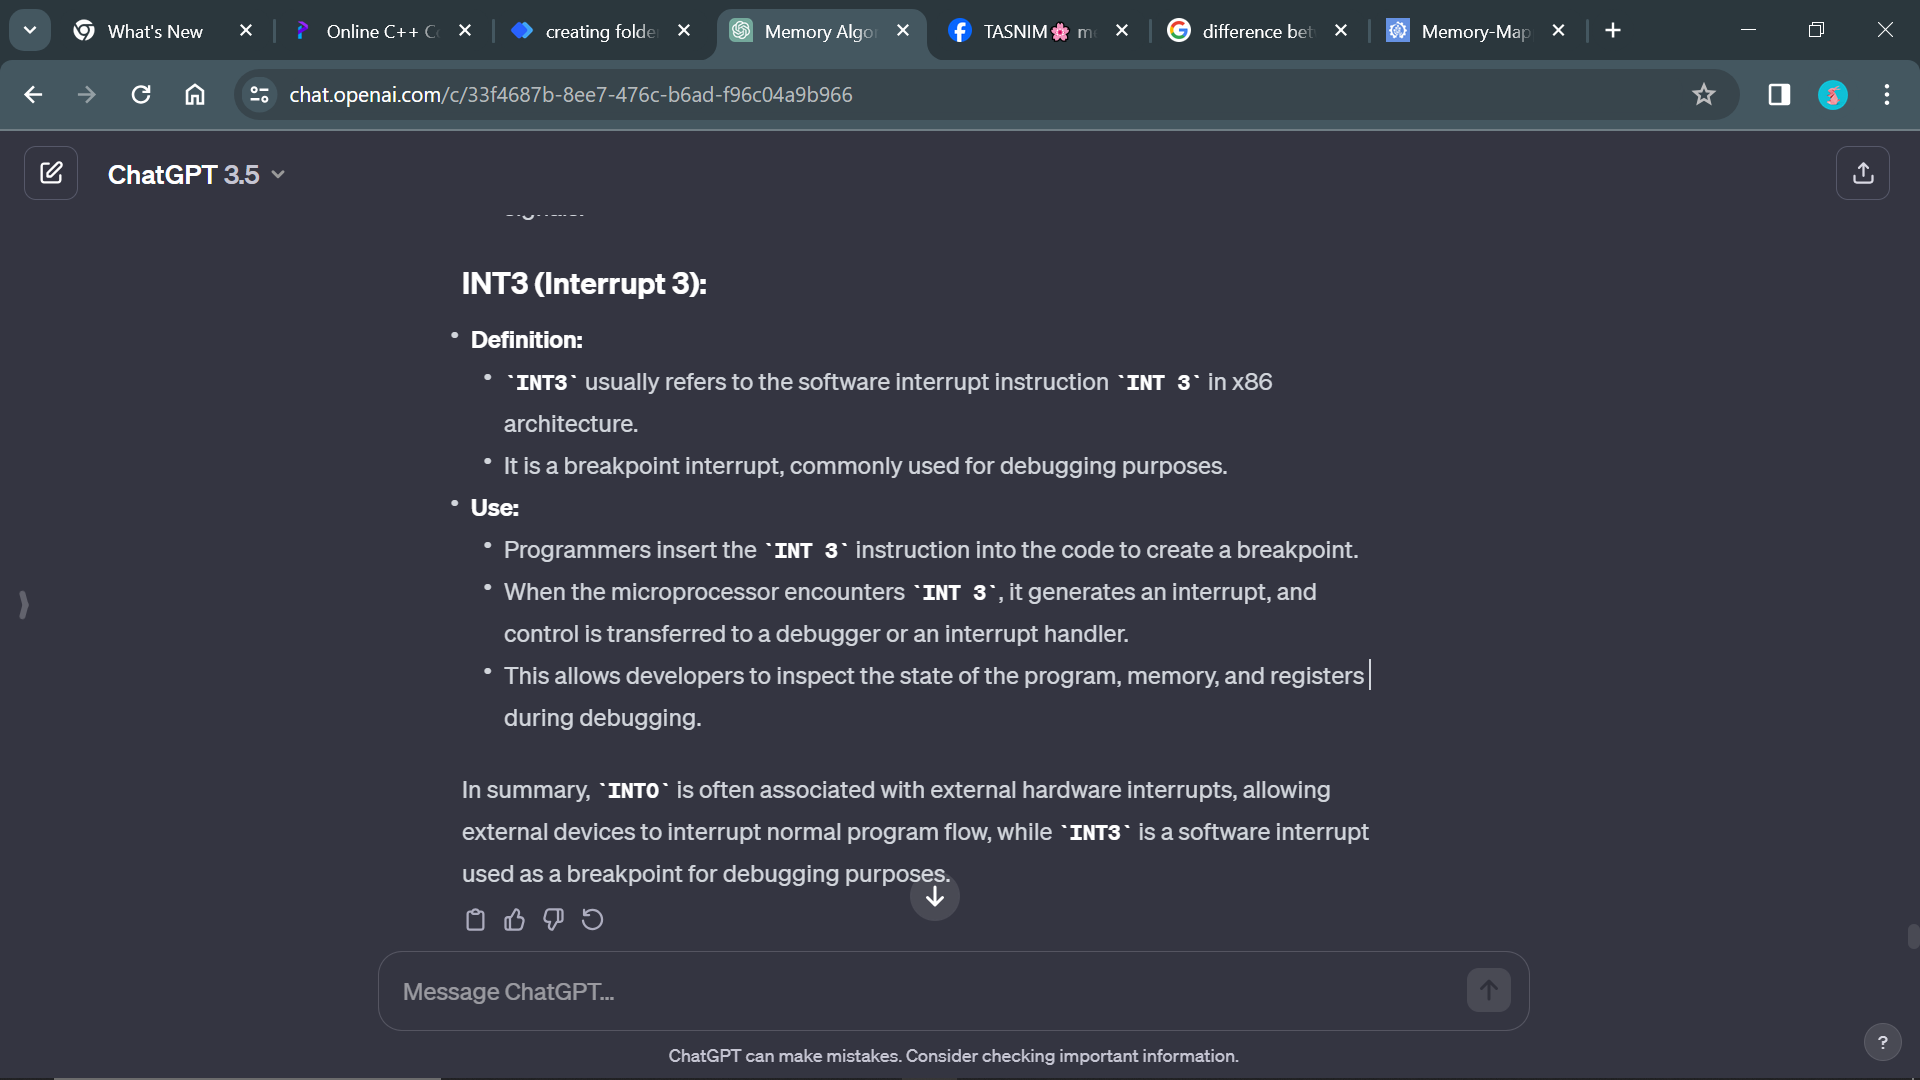 What's New
Online C++ Co
creating folde
Memory Algo
TASNIM🌸 m
difference bet
Memory-Map
chat.openai.com/c/33f4687b-8ee7-476c-b6ad-f96c04a9b966
ChatGPT 3.5
signals.
INT3 (Interrupt 3):
• Definition:
• `INT3` usually refers to the software interrupt instruction `INT 3` in x86
architecture.
• It is a breakpoint interrupt, commonly used for debugging purposes.
• Use:
• Programmers insert the `INT 3` instruction into the code to create a breakpoint.
• When the microprocessor encounters `INT 3`, it generates an interrupt, and
control is transferred to a debugger or an interrupt handler.
• This allows developers to inspect the state of the program, memory, and registers
during debugging.
In summary, `INTO` is often associated with external hardware interrupts, allowing
external devices to interrupt normal program flow, while `INT3` is a software interrupt
used as a breakpoint for debugging purposes.
Message ChatGPT...
ChatGPT can make mistakes. Consider checking important information.
?